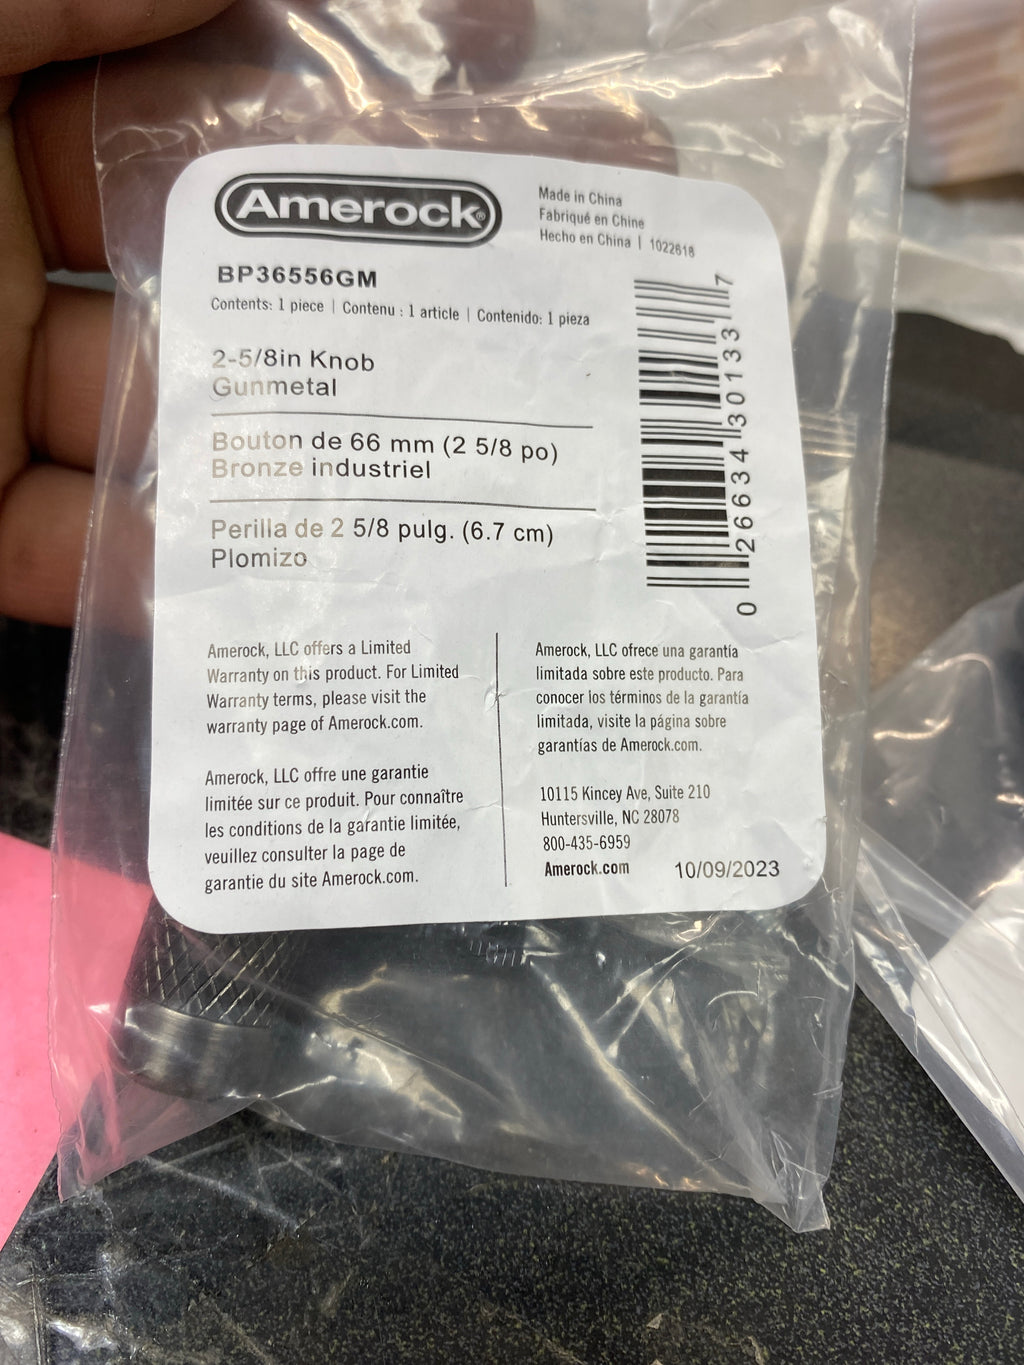 Amerock®
Made in China
Fabriqué en Chine
Hecho en China | 1022618
BP36556GM
Contents: 1 piece | Contenu : 1 article | Contenido: 1 pieza
2-5/8in Knob
Gunmetal
Bouton de 66 mm (2 5/8 po)
Bronze industriel
Perilla de 2 5/8 pulg. (6.7 cm)
Plomizo
0 26634 30133 7
Amerock, LLC offers a Limited
Warranty on this product. For Limited
Warranty terms, please visit the
warranty page of Amerock.com.
Amerock, LLC offre une garantie
limitée sur ce produit. Pour connaître
les conditions de la garantie limitée,
veuillez consulter la page de
garantie du site Amerock.com.
Amerock, LLC ofrece una garantía
limitada sobre este producto. Para
conocer los términos de la garantía
limitada, visite la página sobre
garantías de Amerock.com.
10115 Kincey Ave, Suite 210
Huntersville, NC 28078
800-435-6959
Amerock.com 10/09/2023